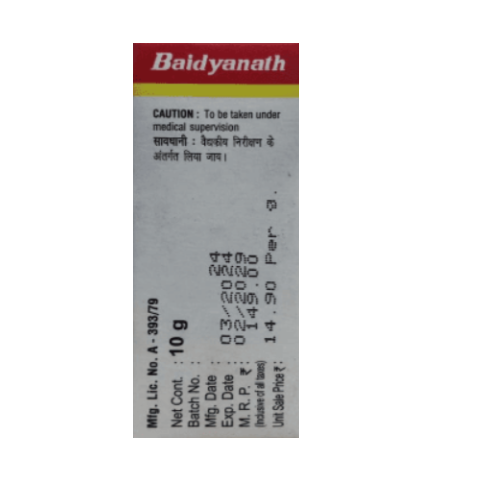 Baidyanath
CAUTION : To be taken under
medical supervision
सावधानी : वैद्यकीय निरीक्षण के
अंतर्गत लिया जाय।
Mfg. Lic. No. A - 393/79
Net Cont. : 10 g
Batch No. :
Mfg. Date : 03/2024
Exp. Date : 02/2029
M. R. P. ₹ : 149.00
(Inclusive of all taxes)
Unit Sale Price ₹ : 14.90 Per g.